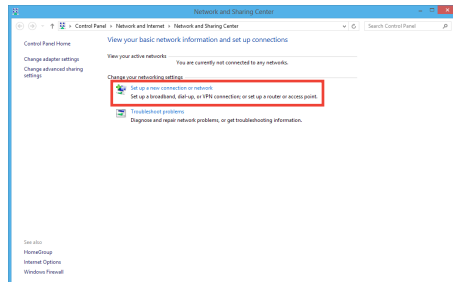 Network and Sharing Center
Control Panel Network and Internet Network and Sharing Center
Search Control Panel
Control Panel Home
Change adapter settings
Change advanced sharing
settings
View your basic network information and set up connections
View your active networks
You are currently not connected to any networks.
Change your networking settings
Set up a new connection or network
Set up a broadband, dial-up, or VPN connection; or set up a router or access point.
Troubleshoot problems
Diagnose and repair network problems, or get troubleshooting information.
See also
HomeGroup
Internet Options
Windows Firewall